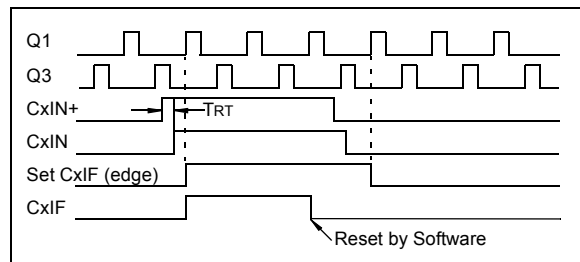 Q1
Q3
CxIN+
TRT
CxIN
Set CxIF (edge)
CxIF
Reset by Software